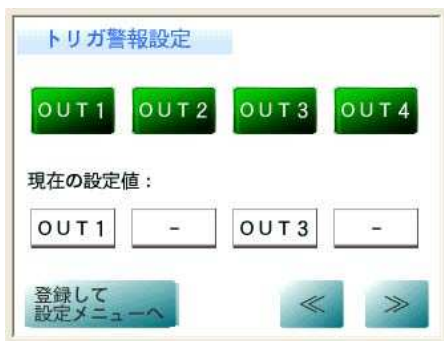 トリガ警報設定
OUT1 OUT2 OUT3 OUT4
現在の設定値：
OUT1 - OUT3 -
登録して
設定メニューへ
≪ ≫